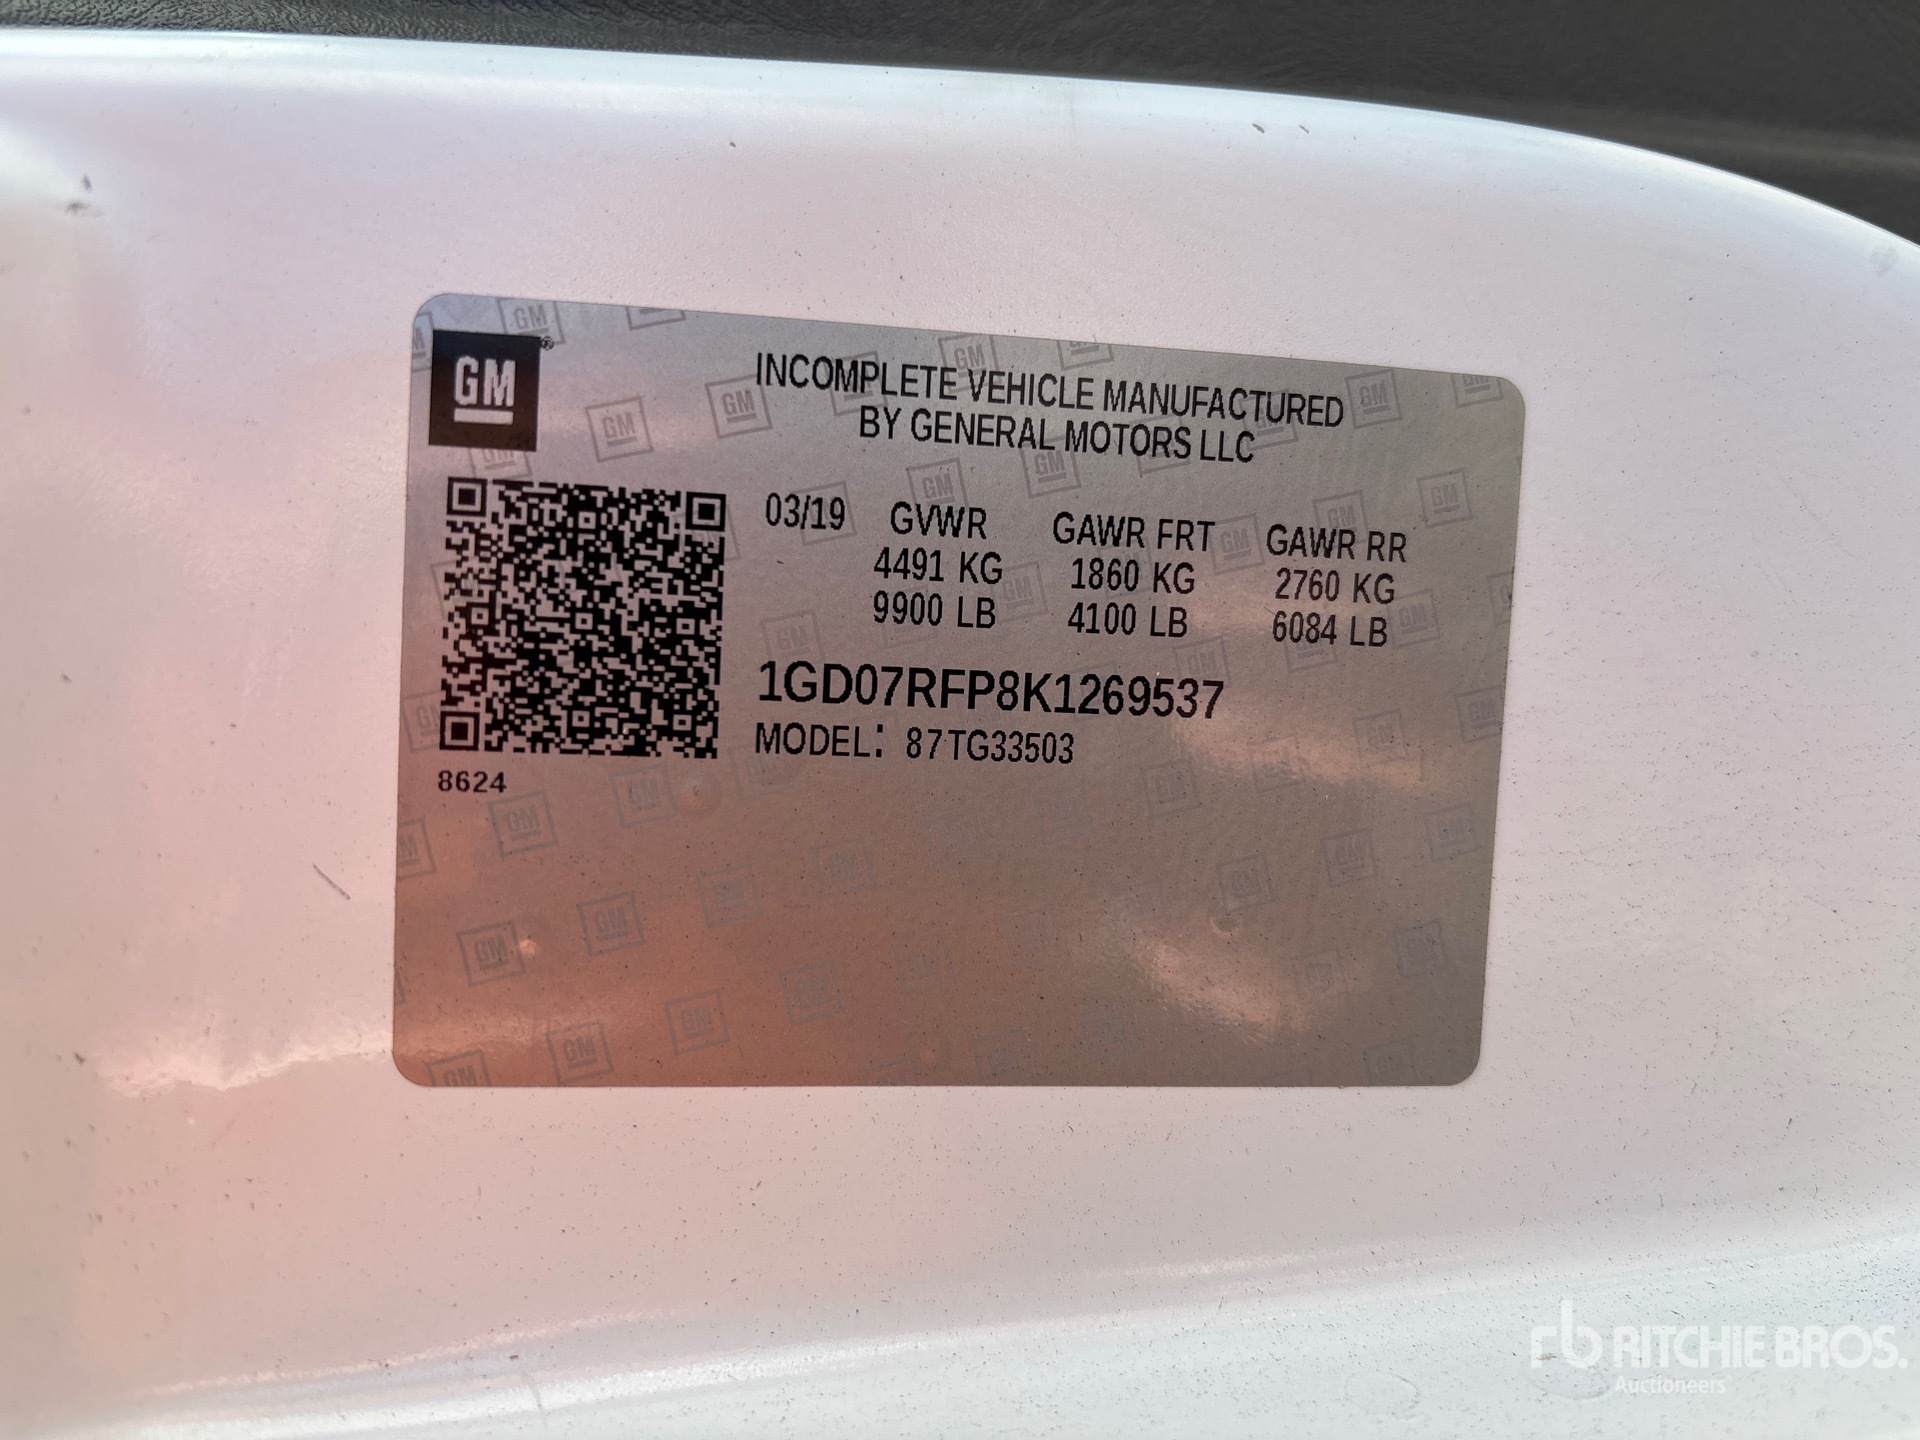 GM®
INCOMPLETE VEHICLE MANUFACTURED
BY GENERAL MOTORS LLC
03/19 GVWR GAWR FRT GAWR RR
4491 KG 1860 KG 2760 KG
9900 LB 4100 LB 6084 LB
1GD07RFP8K1269537
MODEL: 87TG33503
8624
rb RITCHIE BROS.
Auctioneers